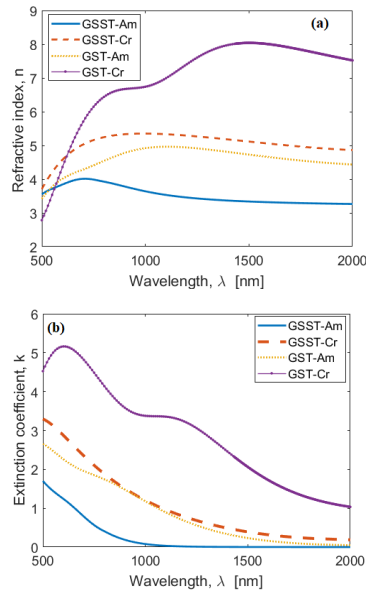 (a)
GSST-Am
GSST-Cr
GST-Am
GST-Cr
Refractive index, n
9
8
7
6
5
4
3
2
500
1000
1500
2000
Wavelength, λ [nm]
(b)
GSST-Am
GSST-Cr
GST-Am
GST-Cr
Extinction coefficient, k
6
5
4
3
2
1
0
500
1000
1500
2000
Wavelength, λ [nm]